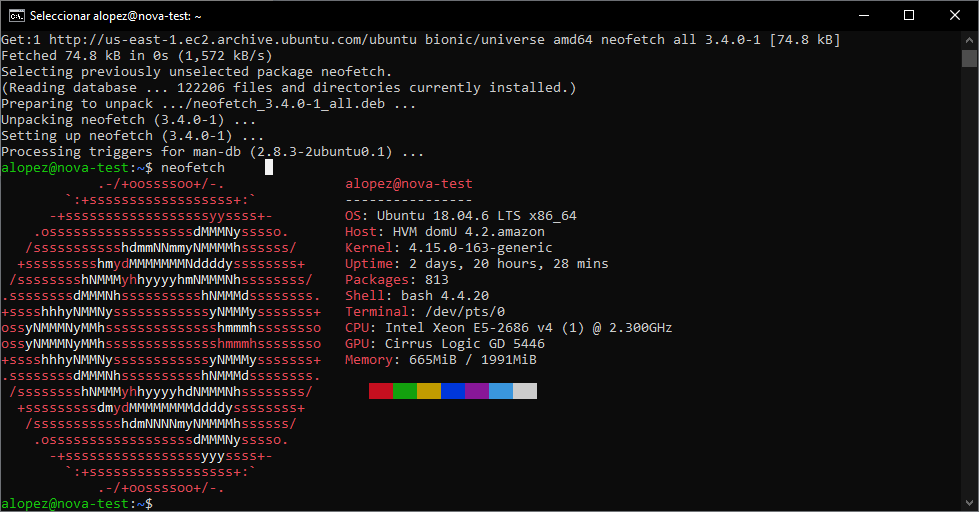 Seleccionar alopez@nova-test: ~
Get:1 http://us-east-1.ec2.archive.ubuntu.com/ubuntu bionic/universe amd64 neofetch all 3.4.0-1 [74.8 kB]
Fetched 74.8 kB in 0s (1,572 kB/s)
Selecting previously unselected package neofetch.
(Reading database ... 122206 files and directories currently installed.)
Preparing to unpack .../neofetch_3.4.0-1_all.deb ...
Unpacking neofetch (3.4.0-1) ...
Setting up neofetch (3.4.0-1) ...
Processing triggers for man-db (2.8.3-2ubuntu0.1) ...
alopez@nova-test:~$ neofetch
            .-/+oossssoo+/-.               alopez@nova-test
        `:+ssssssssssssssssss+:`           ----------------
      -+ssssssssssssssssssyyssss+-         OS: Ubuntu 18.04.6 LTS x86_64
    .ossssssssssssssssssdMMMNysssso.       Host: HVM domU 4.2.amazon
   /ssssssssssshdmmNNmmyNMMMMhssssss/      Kernel: 4.15.0-163-generic
  +ssssssssshmydMMMMMMMNddddyssssssss+     Uptime: 2 days, 20 hours, 28 mins
 /sssssssshNMMMyhhyyyyhmNMMMNhssssssss/    Packages: 813
.ssssssssdMMMNhsssssssssshNMMMdssssssss.   Shell: bash 4.4.20
+sssshhhyNMMNyssssssssssssyNMMMysssssss+   Terminal: /dev/pts/0
ossyNMMMNyMMhsssssssssssssshmmmhssssssso   CPU: Intel Xeon E5-2686 v4 (1) @ 2.300GHz
ossyNMMMNyMMhsssssssssssssshmmmhssssssso   GPU: Cirrus Logic GD 5446
+sssshhhyNMMNyssssssssssssyNMMMysssssss+   Memory: 665MiB / 1991MiB
.ssssssssdMMMNhsssssssssshNMMMdssssssss.
 /sssssssshNMMMyhhyyyyhdNMMMNhssssssss/
  +sssssssssdmydMMMMMMMMddddyssssssss+
   /ssssssssssshdmNNNNmyNMMMMhssssss/
    .ossssssssssssssssssdMMMNysssso.
      -+sssssssssssssssssyyyssss+-
        `:+ssssssssssssssssss+:`
            .-/+oossssoo+/-.
alopez@nova-test:~$